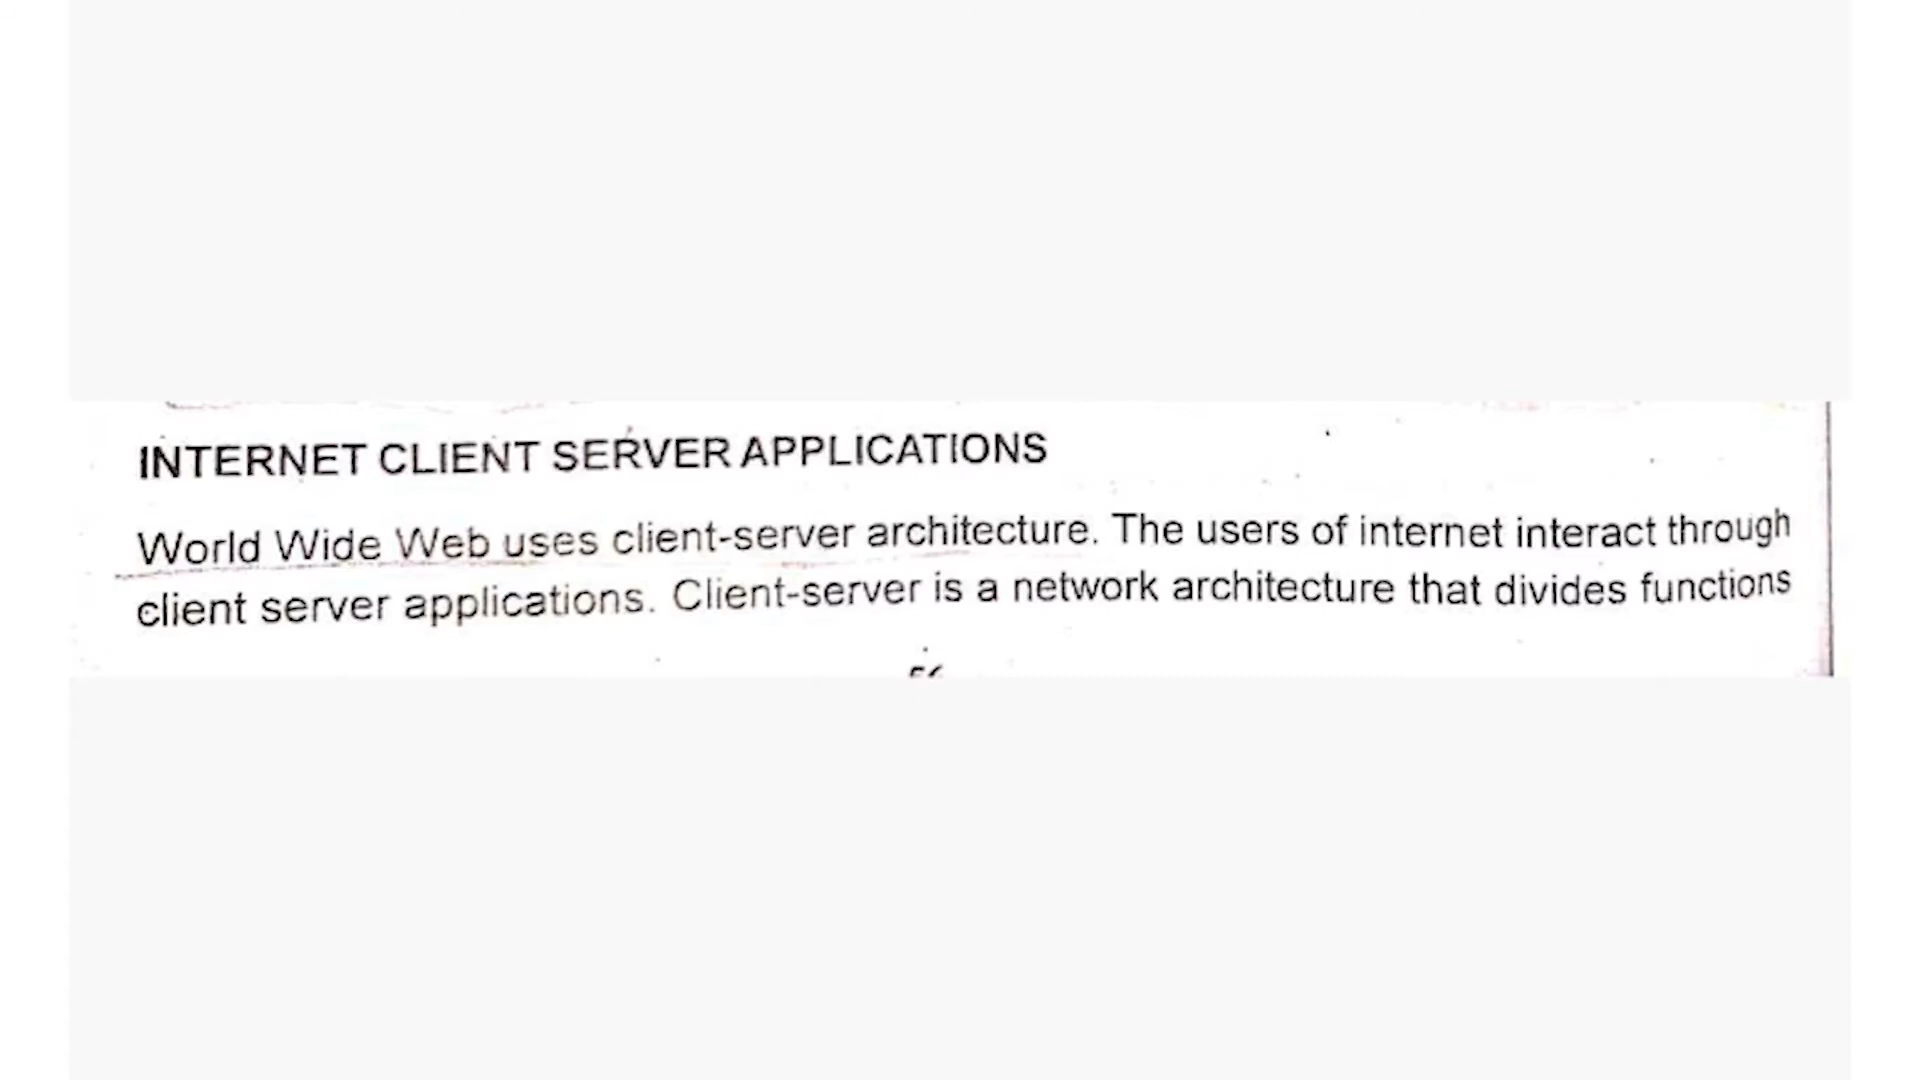 INTERNET CLIENT SERVER APPLICATIONS
World Wide Web uses client-server architecture. The users of internet interact through
client server applications. Client-server is a network architecture that divides functions